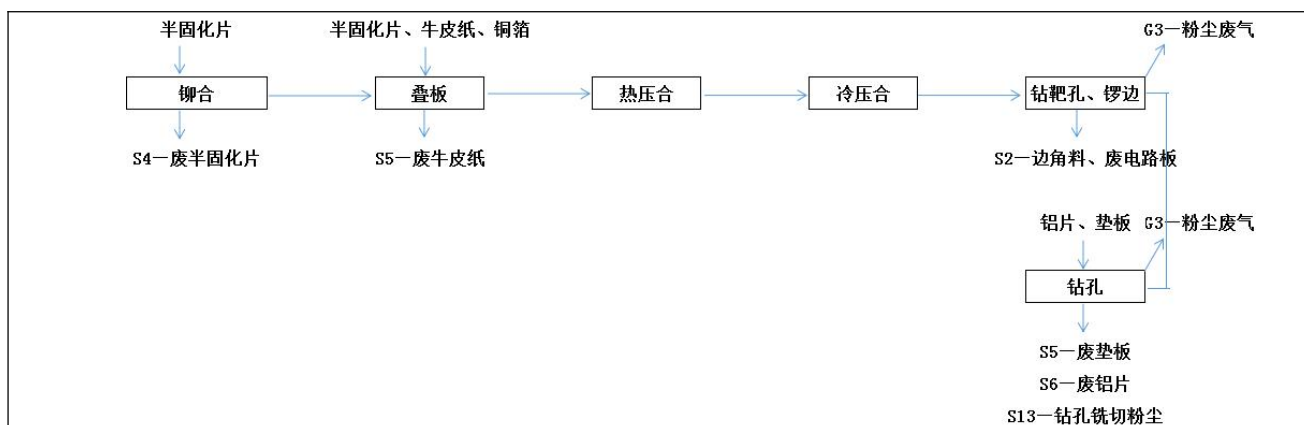 半固化片
半固化片、牛皮纸、铜箔
G3—粉尘废气
铆合
叠板
热压合
冷压合
钻靶孔、锣边
S4—废半固化片
S5—废牛皮纸
S2—边角料、废电路板
铝片、垫板
G3—粉尘废气
钻孔
S5—废垫板
S6—废铝片
S13—钻孔铣切粉尘